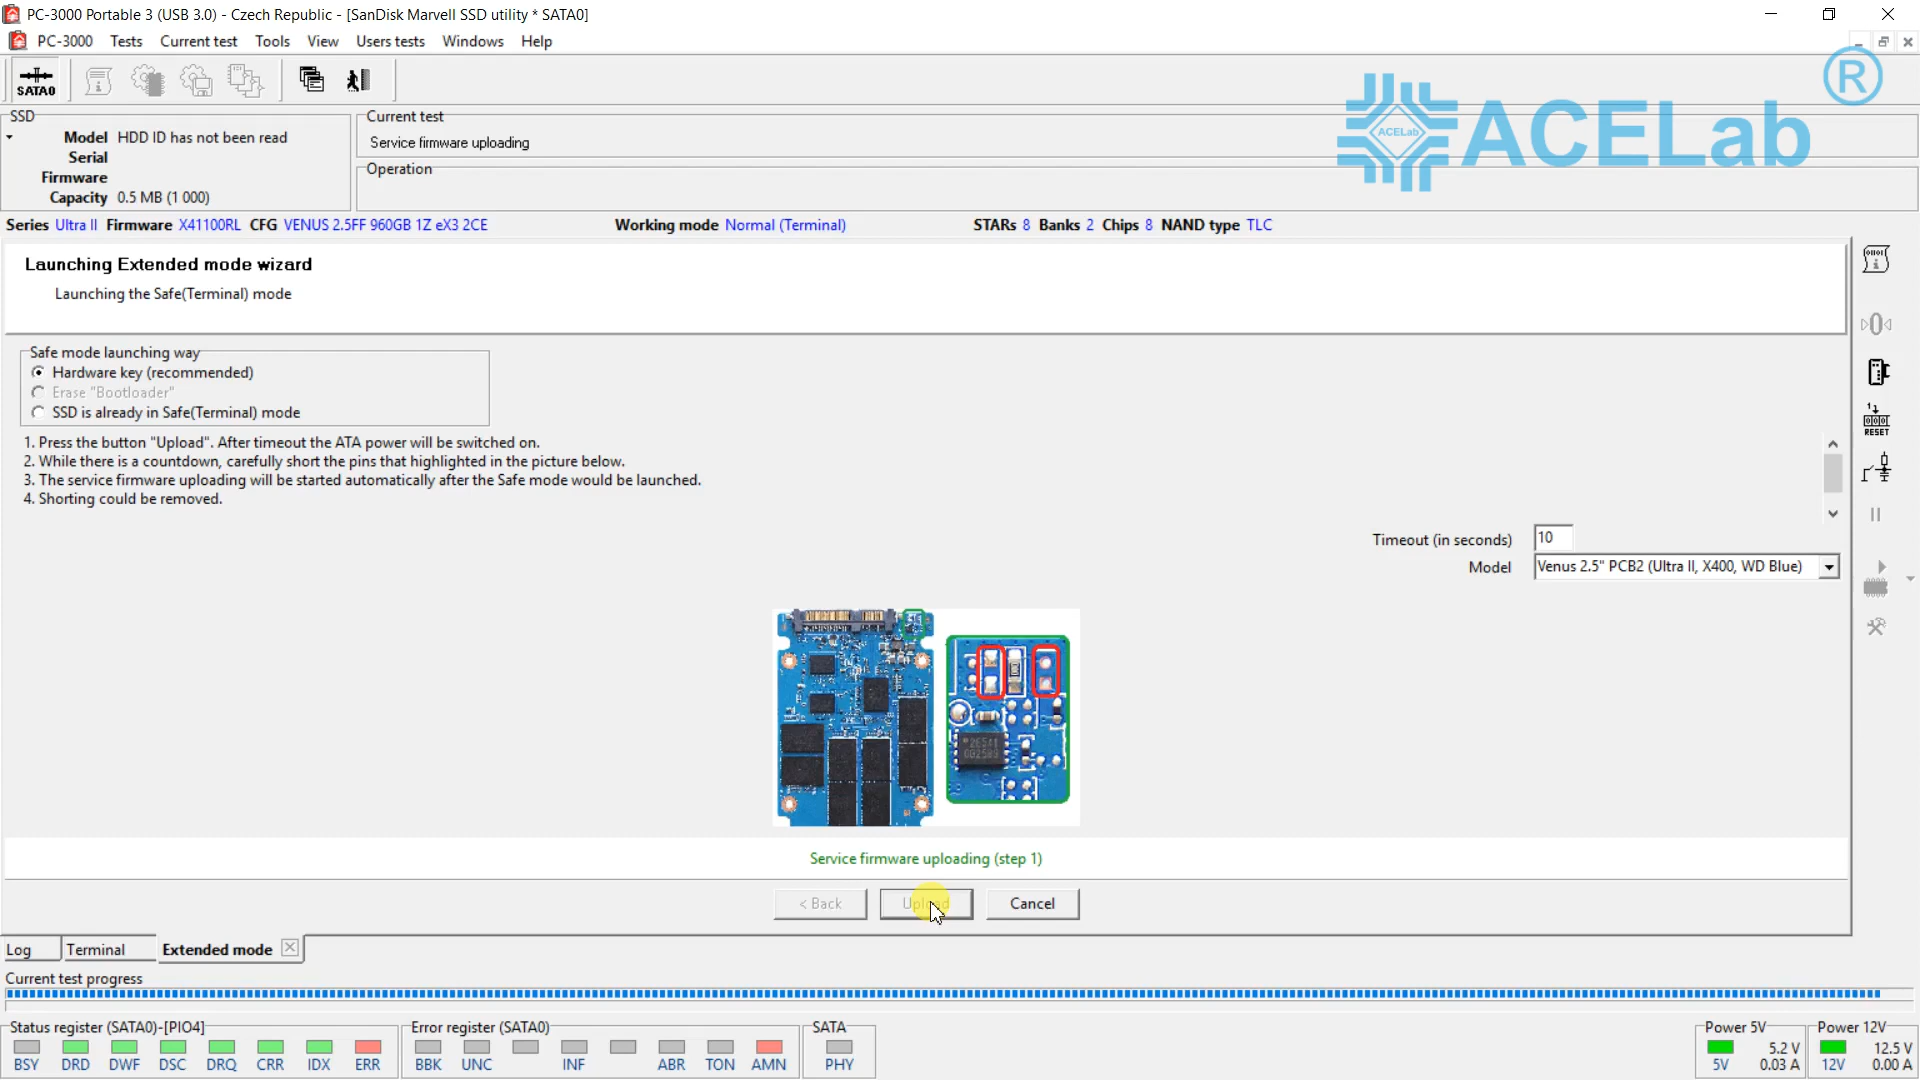 PC-3000 Portable 3 (USB 3.0) - Czech Republic - [SanDisk Marvell SSD utility * SATA0]
PC-3000 Tests Current test Tools View Users tests Windows Help
SATA0
ACELab ACELab ®
SSD
Model HDD ID has not been read
Serial
Firmware
Capacity 0.5 MB (1 000)
Current test
Service firmware uploading
Operation
Series Ultra II Firmware X41100RL CFG VENUS 2.5FF 960GB 1Z eX3 2CE Working mode Normal (Terminal) STARs 8 Banks 2 Chips 8 NAND type TLC
Launching Extended mode wizard
Launching the Safe(Terminal) mode
Safe mode launching way
Hardware key (recommended)
Erase "Bootloader"
SSD is already in Safe(Terminal) mode
1. Press the button "Upload". After timeout the ATA power will be switched on.
2. While there is a countdown, carefully short the pins that highlighted in the picture below.
3. The service firmware uploading will be started automatically after the Safe mode would be launched.
4. Shorting could be removed.
RESET
Timeout (in seconds) 10
Model Venus 2.5" PCB2 (Ultra II, X400, WD Blue)
Service firmware uploading (step 1)
< Back Upload Cancel
Log Terminal Extended mode
Current test progress
Status register (SATA0)-[PIO4] Error register (SATA0) SATA Power 5V Power 12V
5.2 V 12.5 V
BSY DRD DWF DSC DRQ CRR IDX ERR BBK UNC INF ABR TON AMN PHY 5V 0.03 A 12V 0.00 A